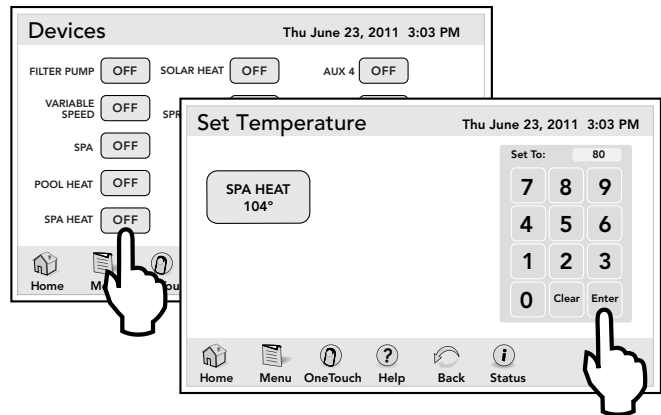 Devices
Thu June 23, 2011 3:03 PM
FILTER PUMP OFF SOLAR HEAT OFF AUX 4 OFF
VARIABLE
SPEED OFF
SPA OFF
POOL HEAT OFF
SPA HEAT OFF
Home
Set Temperature
Thu June 23, 2011 3:03 PM
SPA HEAT
104°
Set To: 80
7 8 9
4 5 6
1 2 3
0 Clear Enter
Home Menu OneTouch Help Back Status